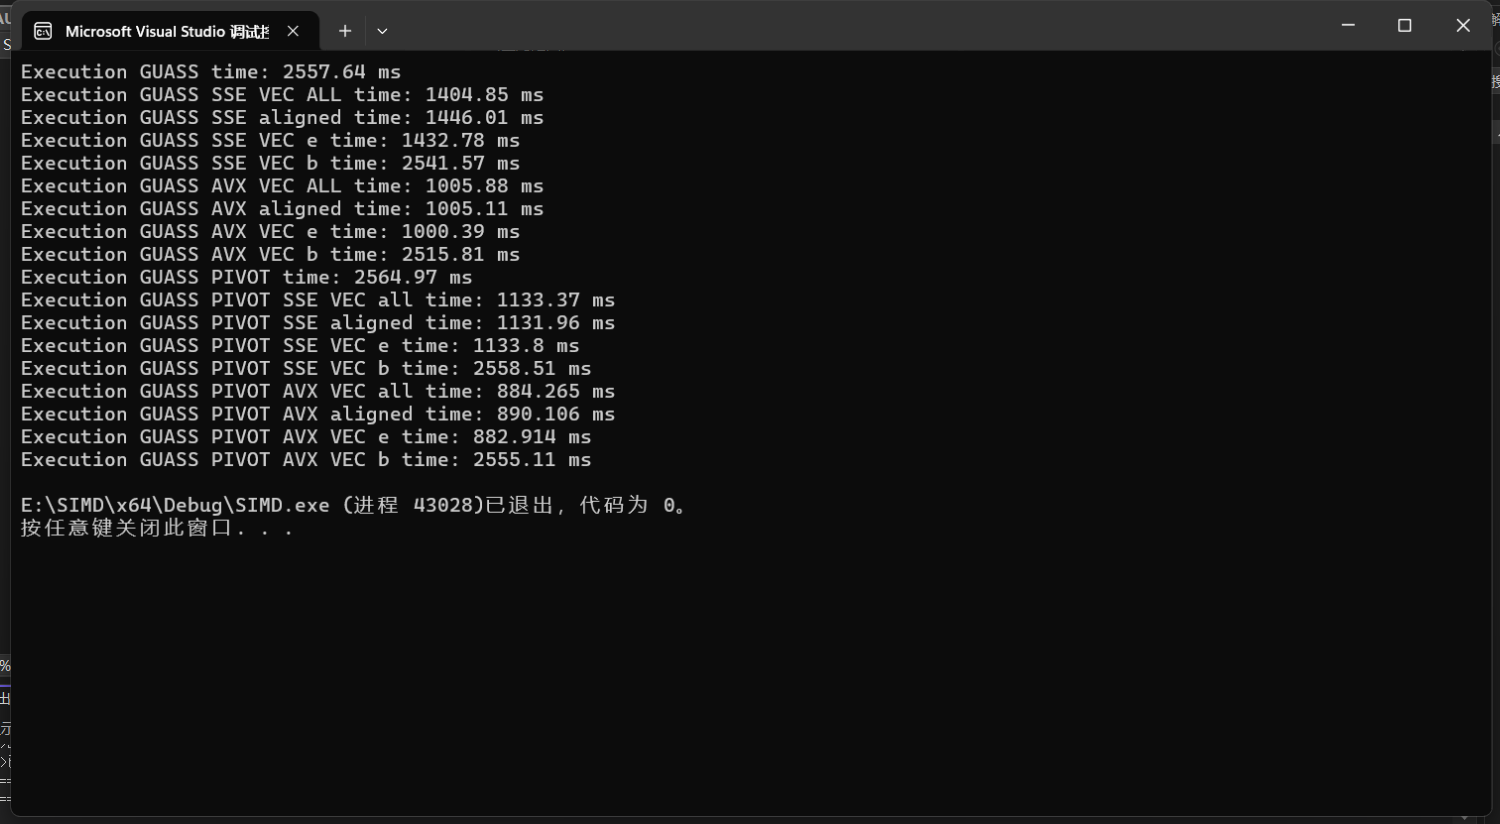 Microsoft Visual Studio 调试控
Execution GUASS time: 2557.64 ms
Execution GUASS SSE VEC ALL time: 1404.85 ms
Execution GUASS SSE aligned time: 1446.01 ms
Execution GUASS SSE VEC e time: 1432.78 ms
Execution GUASS SSE VEC b time: 2541.57 ms
Execution GUASS AVX VEC ALL time: 1005.88 ms
Execution GUASS AVX aligned time: 1005.11 ms
Execution GUASS AVX VEC e time: 1000.39 ms
Execution GUASS AVX VEC b time: 2515.81 ms
Execution GUASS PIVOT time: 2564.97 ms
Execution GUASS PIVOT SSE VEC all time: 1133.37 ms
Execution GUASS PIVOT SSE aligned time: 1131.96 ms
Execution GUASS PIVOT SSE VEC e time: 1133.8 ms
Execution GUASS PIVOT SSE VEC b time: 2558.51 ms
Execution GUASS PIVOT AVX VEC all time: 884.265 ms
Execution GUASS PIVOT AVX aligned time: 890.106 ms
Execution GUASS PIVOT AVX VEC e time: 882.914 ms
Execution GUASS PIVOT AVX VEC b time: 2555.11 ms
E:\SIMD\x64\Debug\SIMD.exe (进程 43028)已退出，代码为 0。
按任意键关闭此窗口. . .